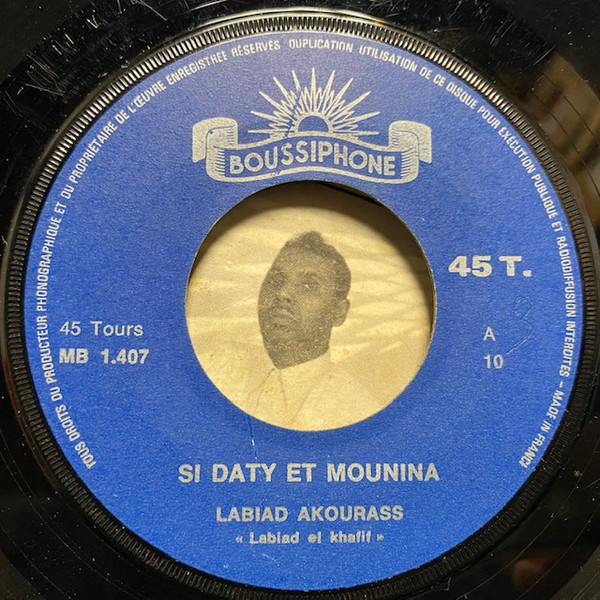 TOUS DROITS DU PRODUCTEUR PHONOGRAPHIQUE ET DU PROPRIÉTAIRE DE L'ŒUVRE ENREGISTRÉE RÉSERVÉS DUPLICATION UTILISATION DE CE DISQUE POUR EXÉCUTION PUBLIQUE ET RADIODIFFUSION INTERDITES - MADE IN FRANCE
BOUSSIPHONE
45 T.
45 Tours
MB 1.407
A
10
SI DATY ET MOUNINA
LABIAD AKOURASS
« Labiad el khafif »